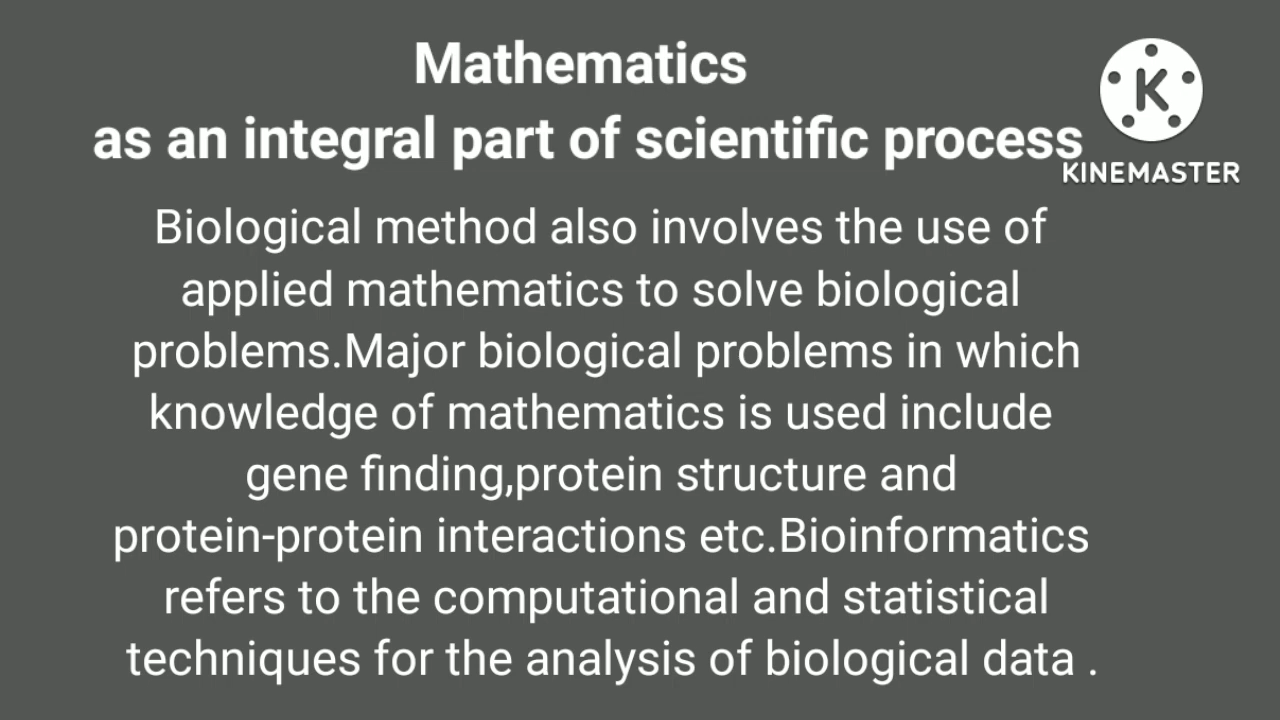 Mathematics
as an integral part of scientific process
K
KINEMASTER
Biological method also involves the use of
applied mathematics to solve biological
problems.Major biological problems in which
knowledge of mathematics is used include
gene finding,protein structure and
protein-protein interactions etc.Bioinformatics
refers to the computational and statistical
techniques for the analysis of biological data .